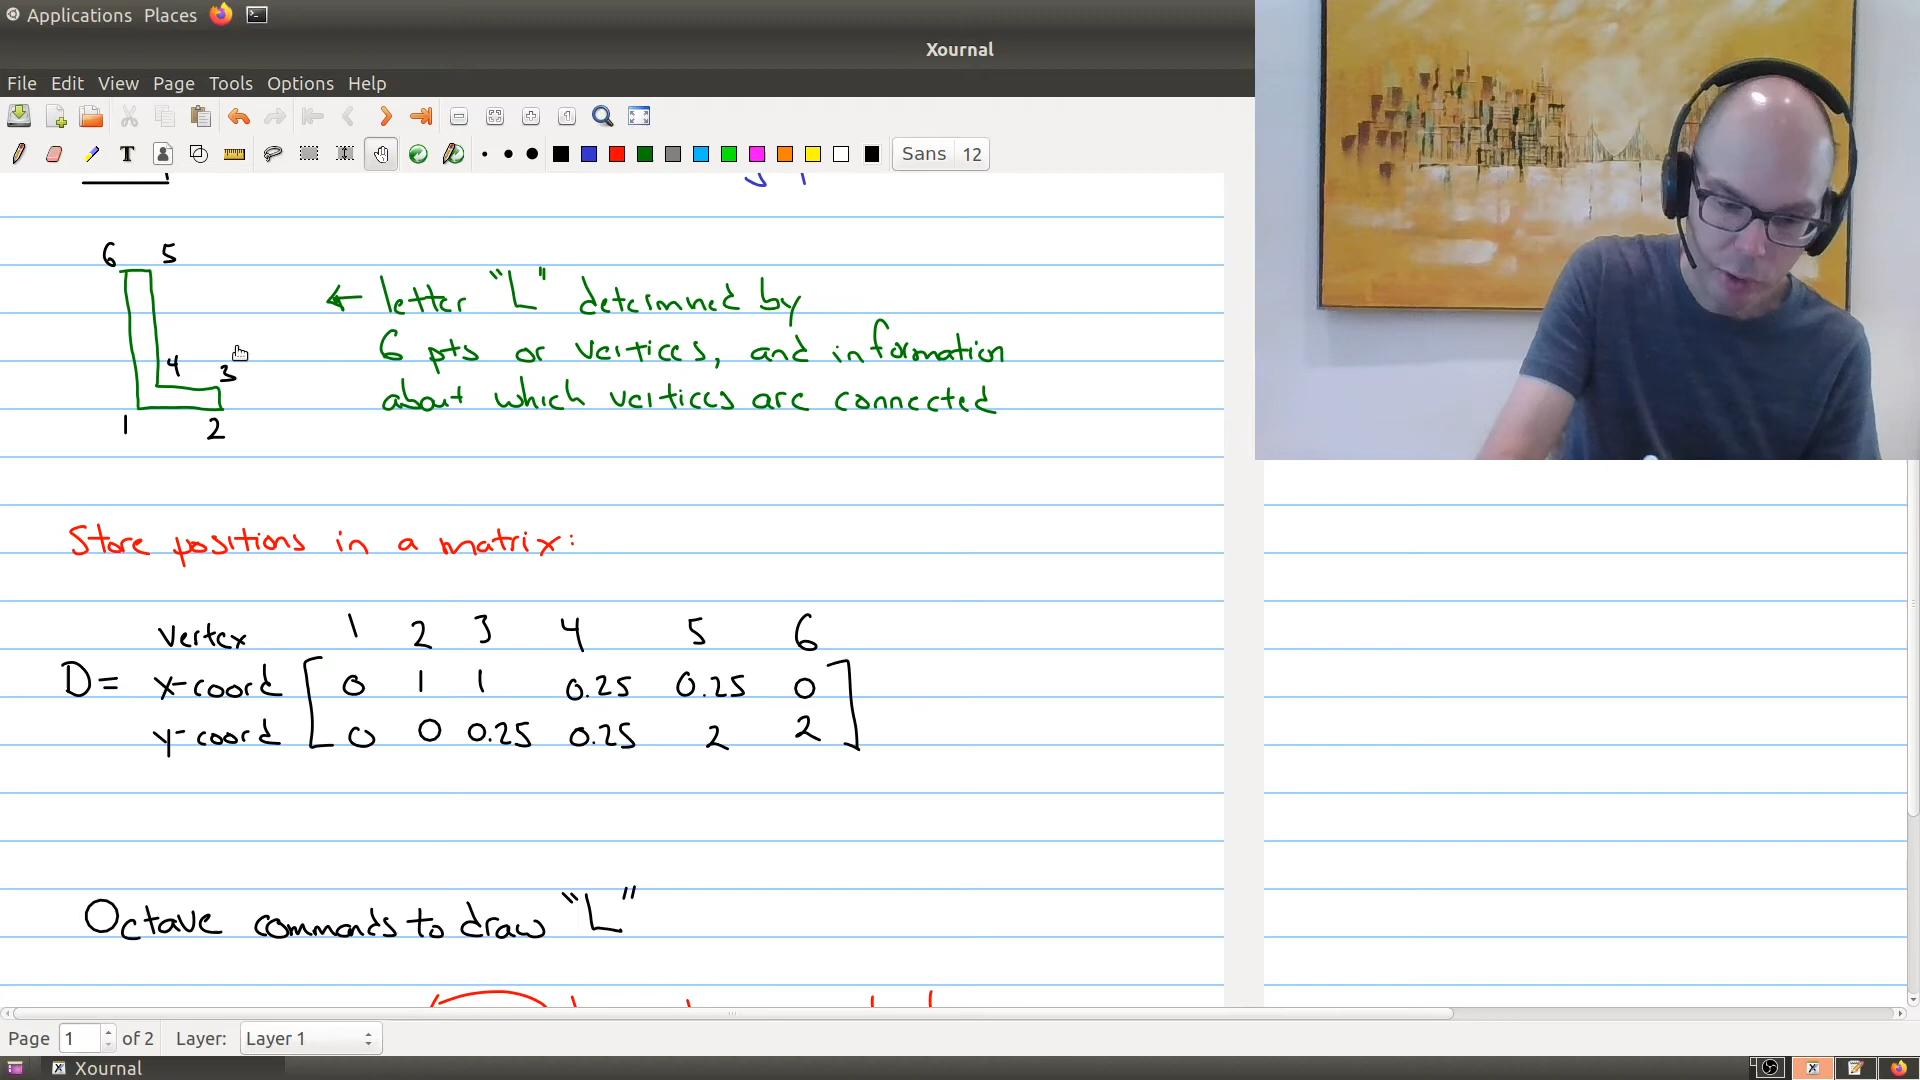 Applications Places
Xournal
File Edit View Page Tools Options Help
Sans 12
6 5
← letter "L" determined by
6 pts or vertices, and information
4 3
about which vertices are connected
1 2
Store positions in a matrix:
vertex 1 2 3 4 5 6
D = x-coord 0 1 1 0.25 0.25 0
y-coord 0 0 0.25 0.25 2 2
Octave commands to draw "L"
Page 1 of 2 Layer: Layer 1
Xournal